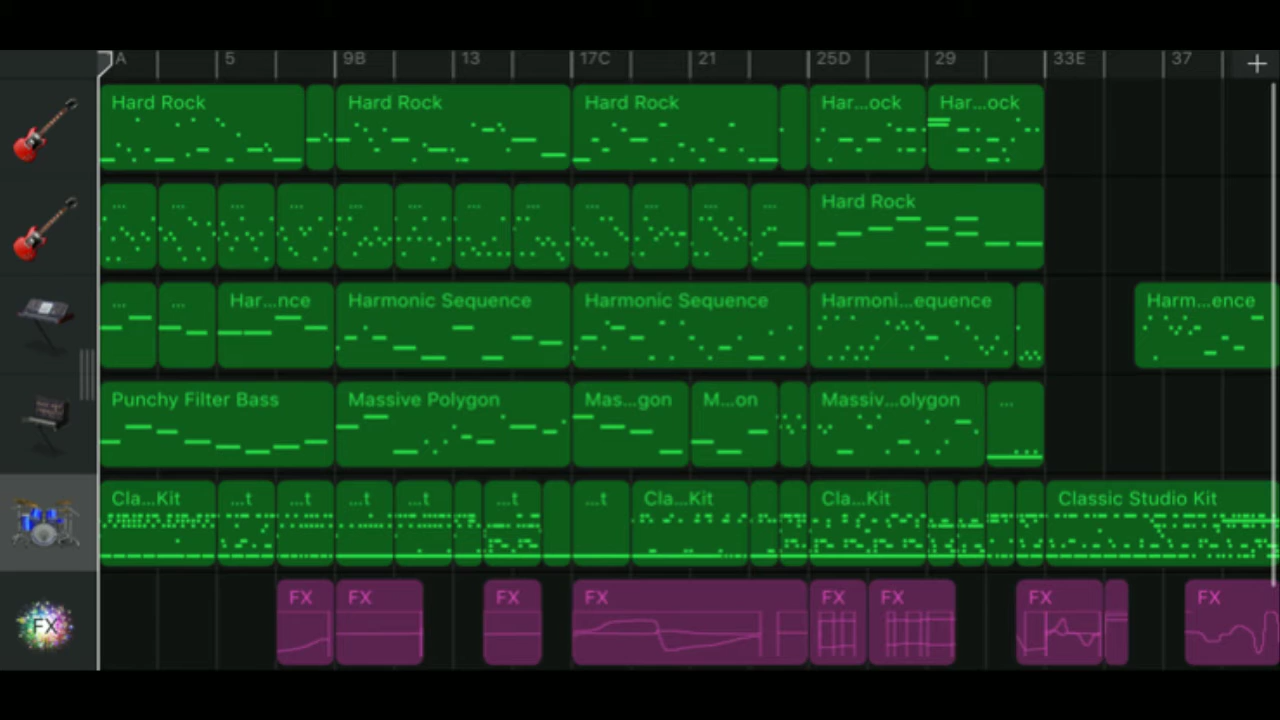 A 5 9B 13 17C 21 25D 29 33E 37 +
Hard Rock Hard Rock Hard Rock Har...ock Har...ock
... ... ... ... ... ... ... ... ... ... ... ... Hard Rock
... ... Har...nce Harmonic Sequence Harmonic Sequence Harmoni...equence Harm...ence
Punchy Filter Bass Massive Polygon Mas...gon M...on Massiv...olygon ...
Cla...Kit ...t ...t ...t ...t ...t ...t Cla...Kit Cla...Kit Classic Studio Kit
FX FX FX FX FX FX FX FX FX